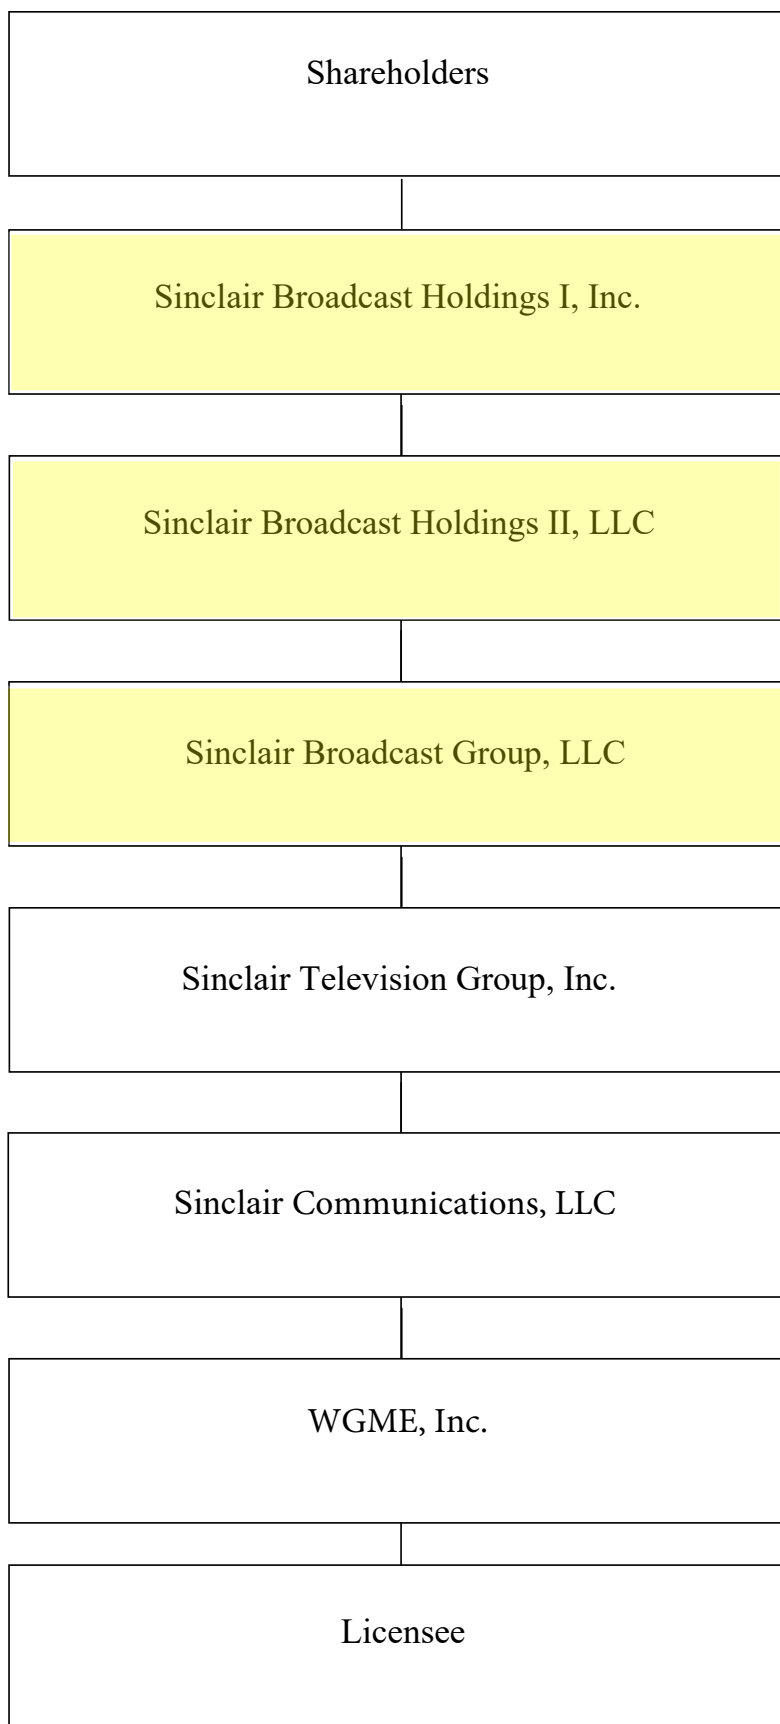 Shareholders
Sinclair Broadcast Holdings I, Inc.
Sinclair Broadcast Holdings II, LLC
Sinclair Broadcast Group, LLC
Sinclair Television Group, Inc.
Sinclair Communications, LLC
WGME, Inc.
Licensee